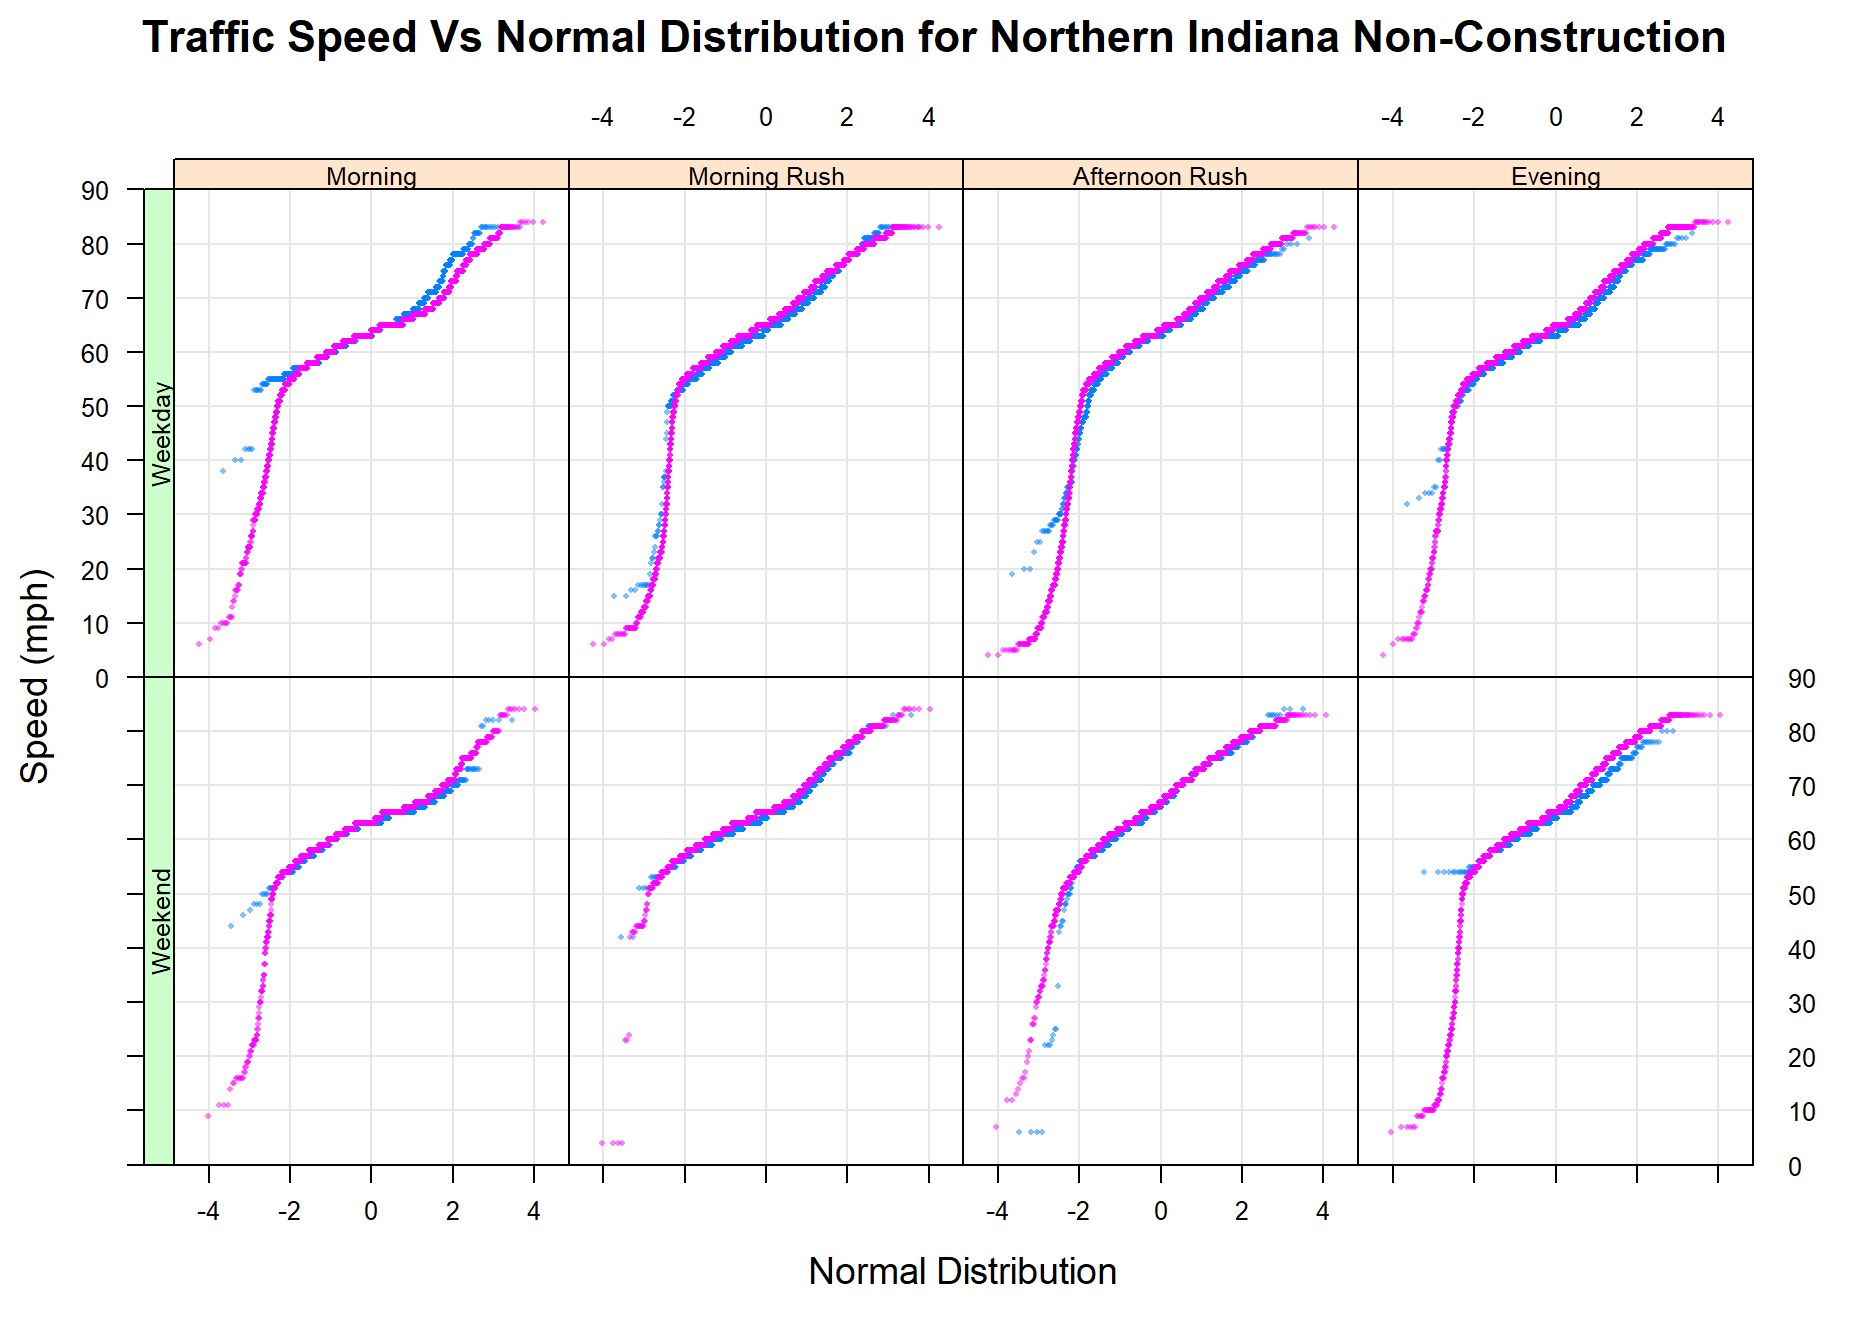 Traffic Speed Vs Normal Distribution for Northern Indiana Non-Construction
-4 -2 0 2 4 -4 -2 0 2 4
Morning Morning Rush Afternoon Rush Evening
90
80
70
60
50
40
30
20
10
0
Weekday
Speed (mph)
Weekend
90
80
70
60
50
40
30
20
10
0
-4 -2 0 2 4 -4 -2 0 2 4
Normal Distribution